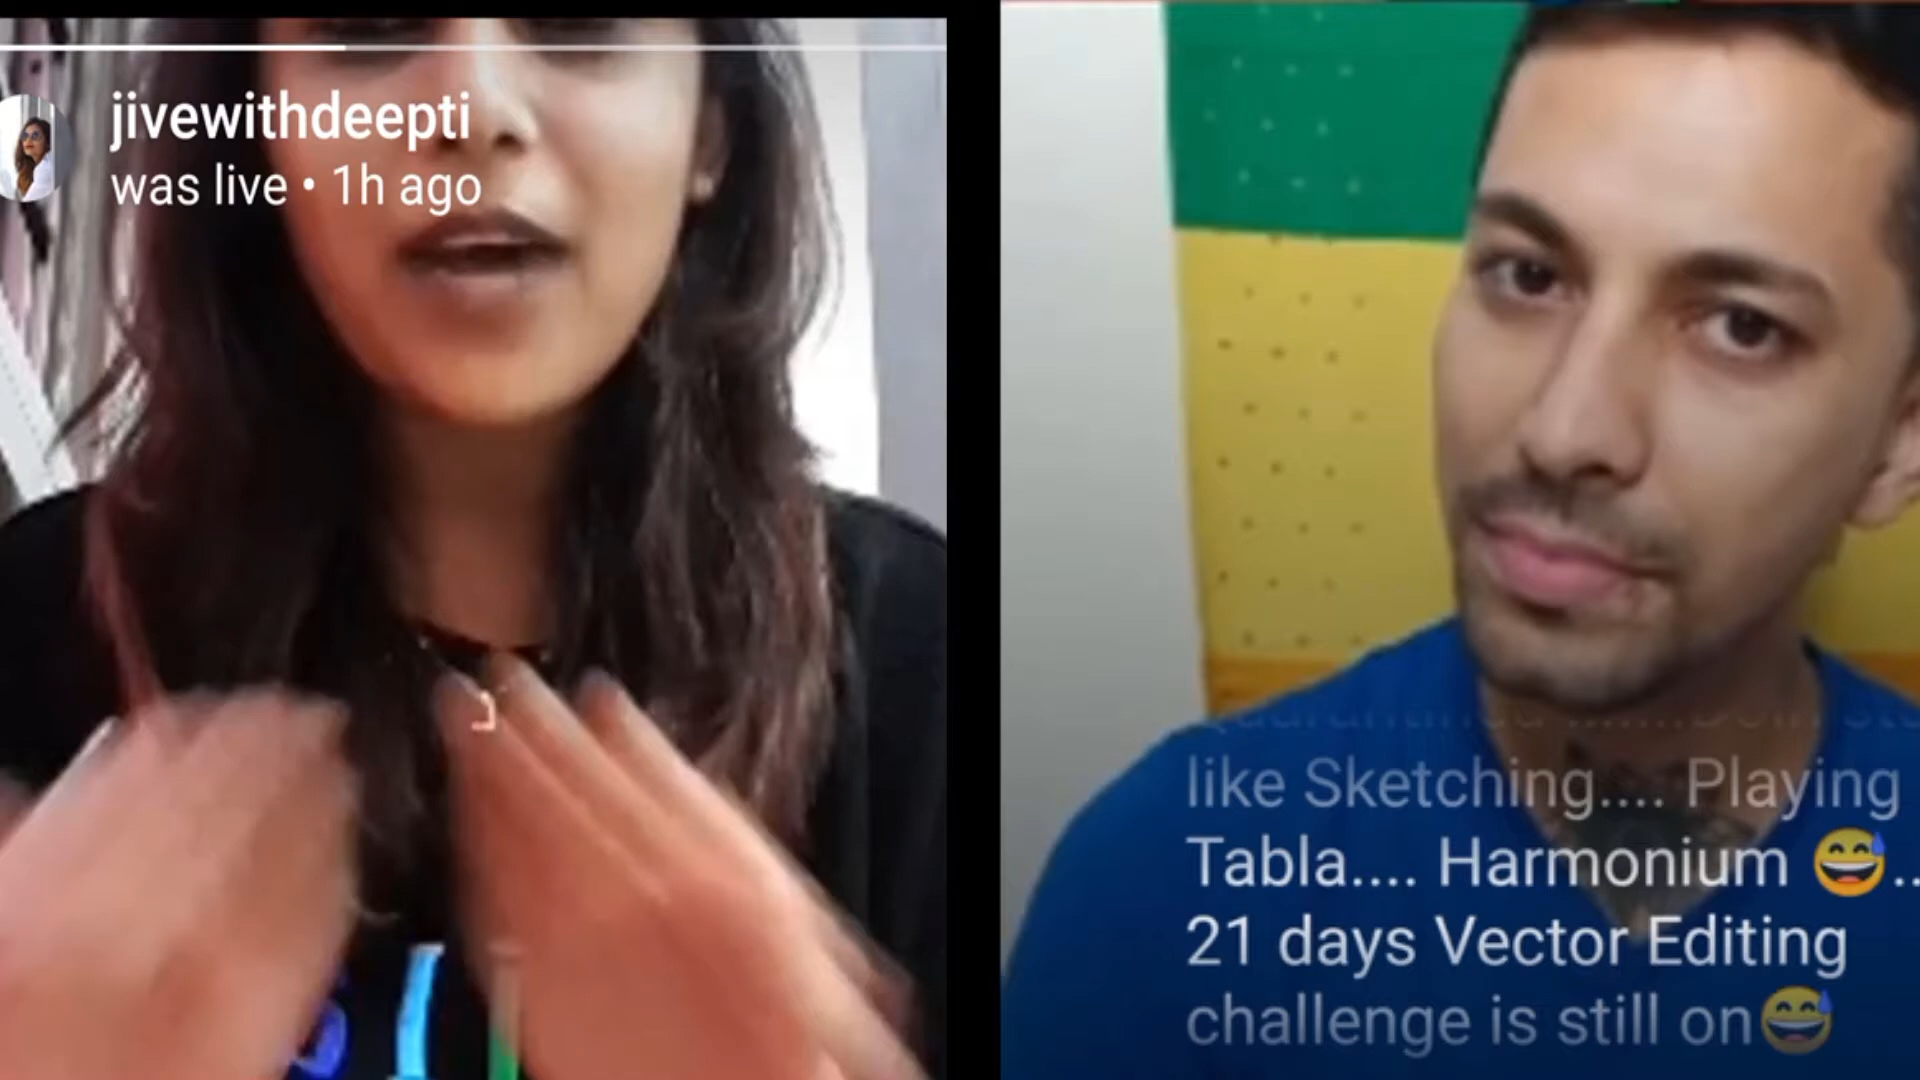 jivewithdeepti
was live • 1h ago
like Sketching.... Playing
Tabla.... Harmonium 😅..
21 days Vector Editing
challenge is still on😅